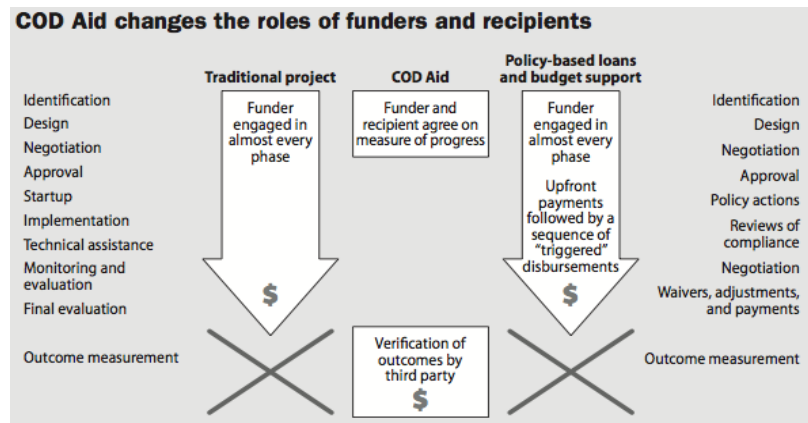 COD Aid changes the roles of funders and recipients
Traditional project
COD Aid
Policy-based loans
and budget support
Identification
Design
Negotiation
Approval
Startup
Implementation
Technical assistance
Monitoring and
evaluation
Final evaluation
Outcome measurement
Funder
engaged in
almost every
phase
$
Funder and
recipient agree on
measure of progress
Verification of
outcomes by
third party
$
Funder
engaged in
almost every
phase
Upfront
payments
followed by a
sequence of
“triggered”
disbursements
$
Identification
Design
Negotiation
Approval
Policy actions
Reviews of
compliance
Negotiation
Waivers, adjustments,
and payments
Outcome measurement